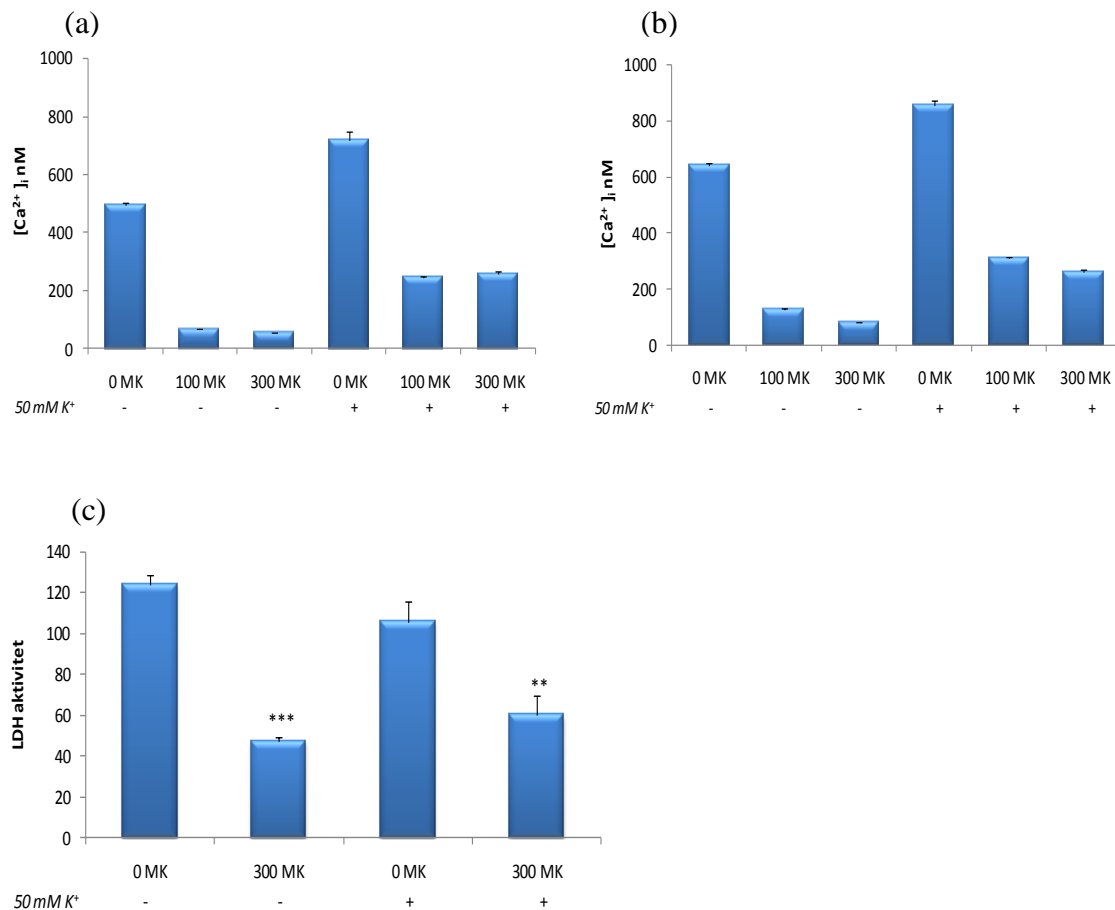 (a)
1000
800
600
400
200
0
[Ca²⁺]ᵢ nM
0 MK 100 MK 300 MK 0 MK 100 MK 300 MK
50 mM K⁺ - - - + + +
(b)
1000
800
600
400
200
0
[Ca²⁺]ᵢ nM
0 MK 100 MK 300 MK 0 MK 100 MK 300 MK
50 mM K⁺ - - - + + +
(c)
140
120
100
80
60
40
20
0
LDH aktivitet
***
**
0 MK 300 MK 0 MK 300 MK
50 mM K⁺ - - + +